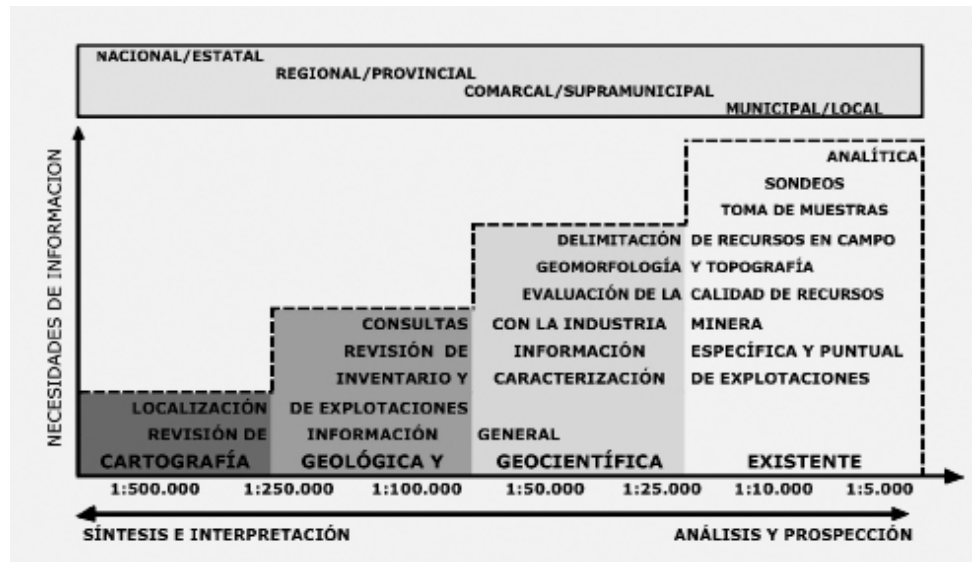 NACIONAL/ESTATAL
REGIONAL/PROVINCIAL
COMARCAL/SUPRAMUNICIPAL
MUNICIPAL/LOCAL
NECESIDADES DE INFORMACION
ANALÍTICA
SONDEOS
TOMA DE MUESTRAS
DELIMITACIÓN DE RECURSOS EN CAMPO
GEOMORFOLOGÍA Y TOPOGRAFÍA
EVALUACIÓN DE LA CALIDAD DE RECURSOS
CONSULTAS CON LA INDUSTRIA MINERA
REVISIÓN DE INFORMACIÓN ESPECÍFICA Y PUNTUAL
INVENTARIO Y CARACTERIZACIÓN DE EXPLOTACIONES
LOCALIZACIÓN DE EXPLOTACIONES
REVISIÓN DE INFORMACIÓN GENERAL
CARTOGRAFÍA GEOLÓGICA Y GEOCIENTÍFICA EXISTENTE
1:500.000 1:250.000 1:100.000 1:50.000 1:25.000 1:10.000 1:5.000
SÍNTESIS E INTERPRETACIÓN ANÁLISIS Y PROSPECCIÓN